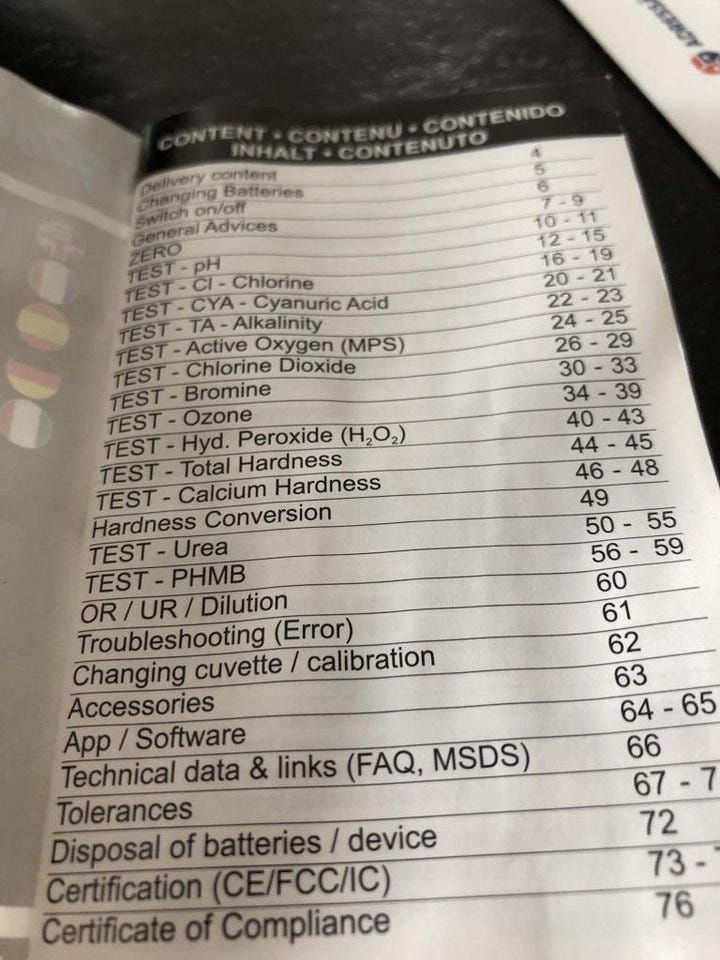 CONTENT • CONTENU • CONTENIDO
INHALT • CONTENUTO
Delivery content 4
Changing Batteries 5
Switch on/off 6
General Advices 7 - 9
ZERO 10 - 11
TEST - pH 12 - 15
TEST - Cl - Chlorine 16 - 19
TEST - CYA - Cyanuric Acid 20 - 21
TEST - TA - Alkalinity 22 - 23
TEST - Active Oxygen (MPS) 24 - 25
TEST - Chlorine Dioxide 26 - 29
TEST - Bromine 30 - 33
TEST - Ozone 34 - 39
TEST - Hyd. Peroxide (H₂O₂) 40 - 43
TEST - Total Hardness 44 - 45
TEST - Calcium Hardness 46 - 48
Hardness Conversion 49
TEST - Urea 50 - 55
TEST - PHMB 56 - 59
OR / UR / Dilution 60
Troubleshooting (Error) 61
Changing cuvette / calibration 62
Accessories 63
App / Software 64 - 65
Technical data & links (FAQ, MSDS) 66
Tolerances 67 - 7
Disposal of batteries / device 72
Certification (CE/FCC/IC) 73 -
Certificate of Compliance 76